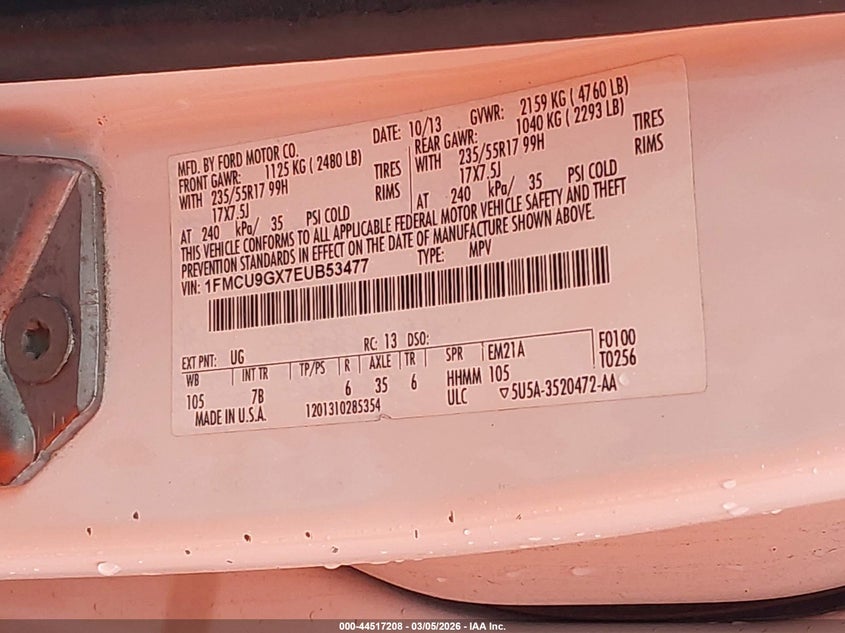 MFD. BY FORD MOTOR CO. DATE: 10/13 GVWR: 2159 KG ( 4760 LB)
FRONT GAWR: 1125 KG ( 2480 LB) REAR GAWR: 1040 KG ( 2293 LB)
WITH 235/55R17 99H TIRES WITH 235/55R17 99H TIRES
17X7.5J RIMS 17X7.5J RIMS
AT 240 kPa/ 35 PSI COLD AT 240 kPa/ 35 PSI COLD
THIS VEHICLE CONFORMS TO ALL APPLICABLE FEDERAL MOTOR VEHICLE SAFETY AND THEFT
PREVENTION STANDARDS IN EFFECT ON THE DATE OF MANUFACTURE SHOWN ABOVE.
VIN: 1FMCU9GX7EUB53477 TYPE: MPV
EXT PNT: UG RC: 13 DSO: F0100
WB INT TR TP/PS R AXLE TR SPR EM21A T0256
105 7B 6 35 6 HHMM 105
MADE IN U.S.A. 1201310285354 ULC ▽5U5A-3520472-AA
000-44517208 - 03/05/2026 - IAA Inc.